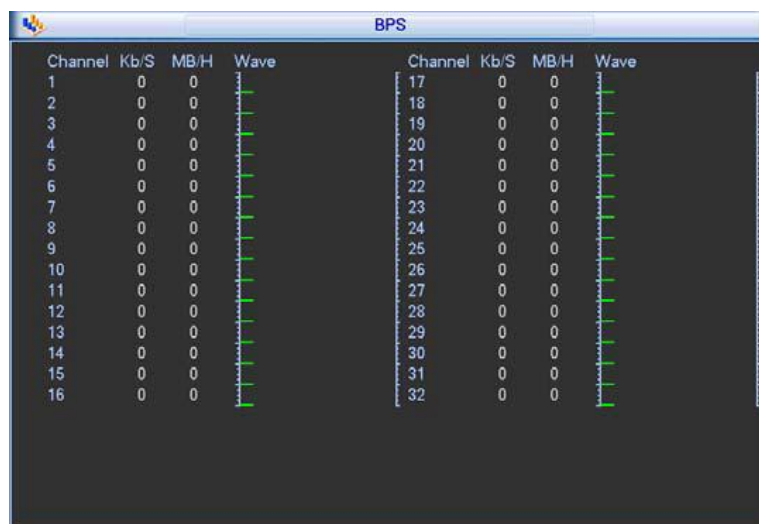 BPS
Channel Kb/S MB/H Wave Channel Kb/S MB/H Wave
1 0 0 17 0 0
2 0 0 18 0 0
3 0 0 19 0 0
4 0 0 20 0 0
5 0 0 21 0 0
6 0 0 22 0 0
7 0 0 23 0 0
8 0 0 24 0 0
9 0 0 25 0 0
10 0 0 26 0 0
11 0 0 27 0 0
12 0 0 28 0 0
13 0 0 29 0 0
14 0 0 30 0 0
15 0 0 31 0 0
16 0 0 32 0 0